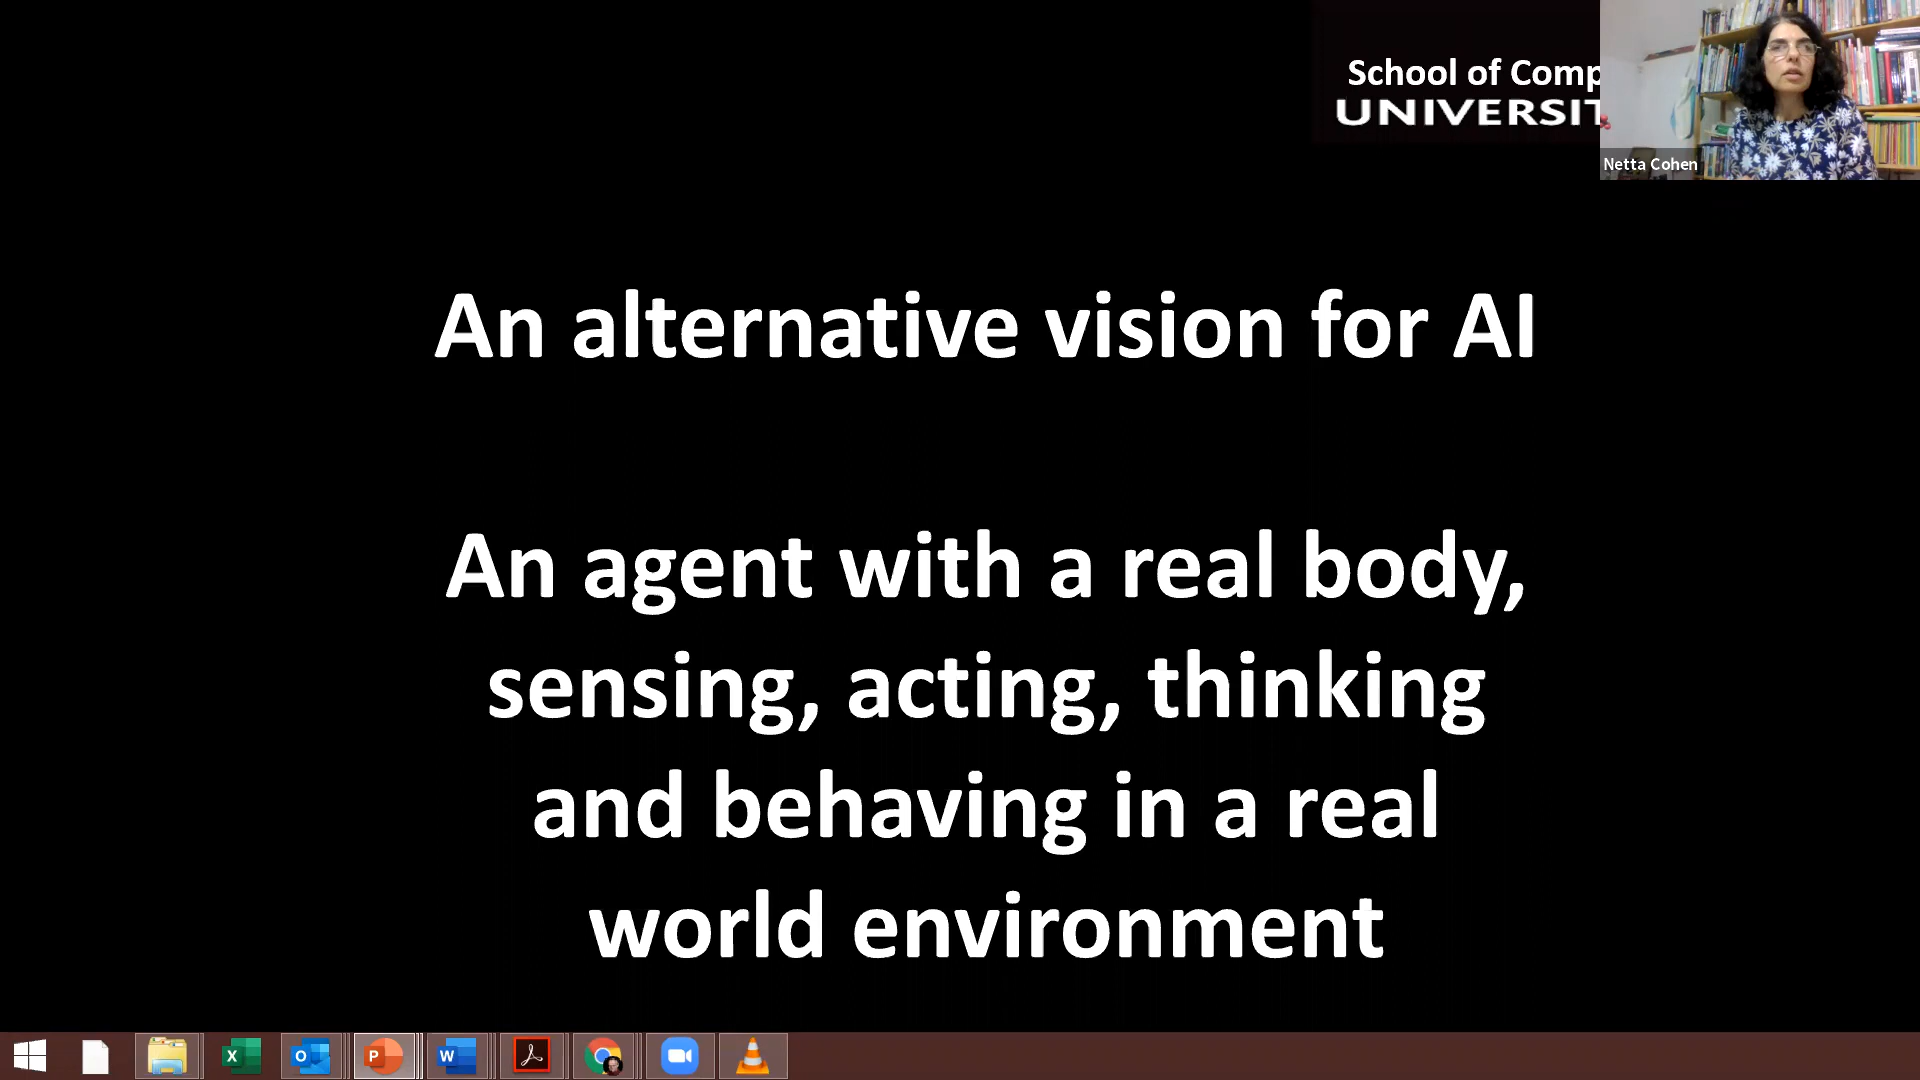 School of Comp
UNIVERSIT
Netta Cohen
An alternative vision for AI
An agent with a real body,
sensing, acting, thinking
and behaving in a real
world environment